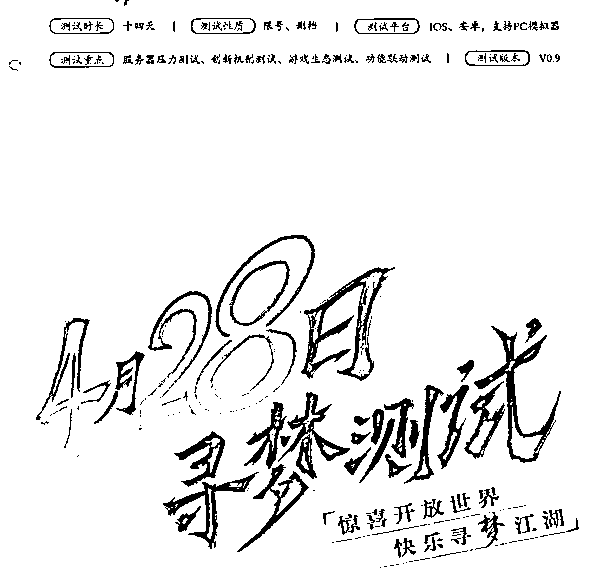 测试时长 十四天 | 测试性质 限号、删档 | 测试平台 IOS、安卓,支持PC模拟器
测试重点 服务器压力测试、创新机制测试、游戏生态测试、功能联动测试 | 测试版本 V0.9
4月28日
寻梦测试
「惊喜开放世界
快乐寻梦江湖」